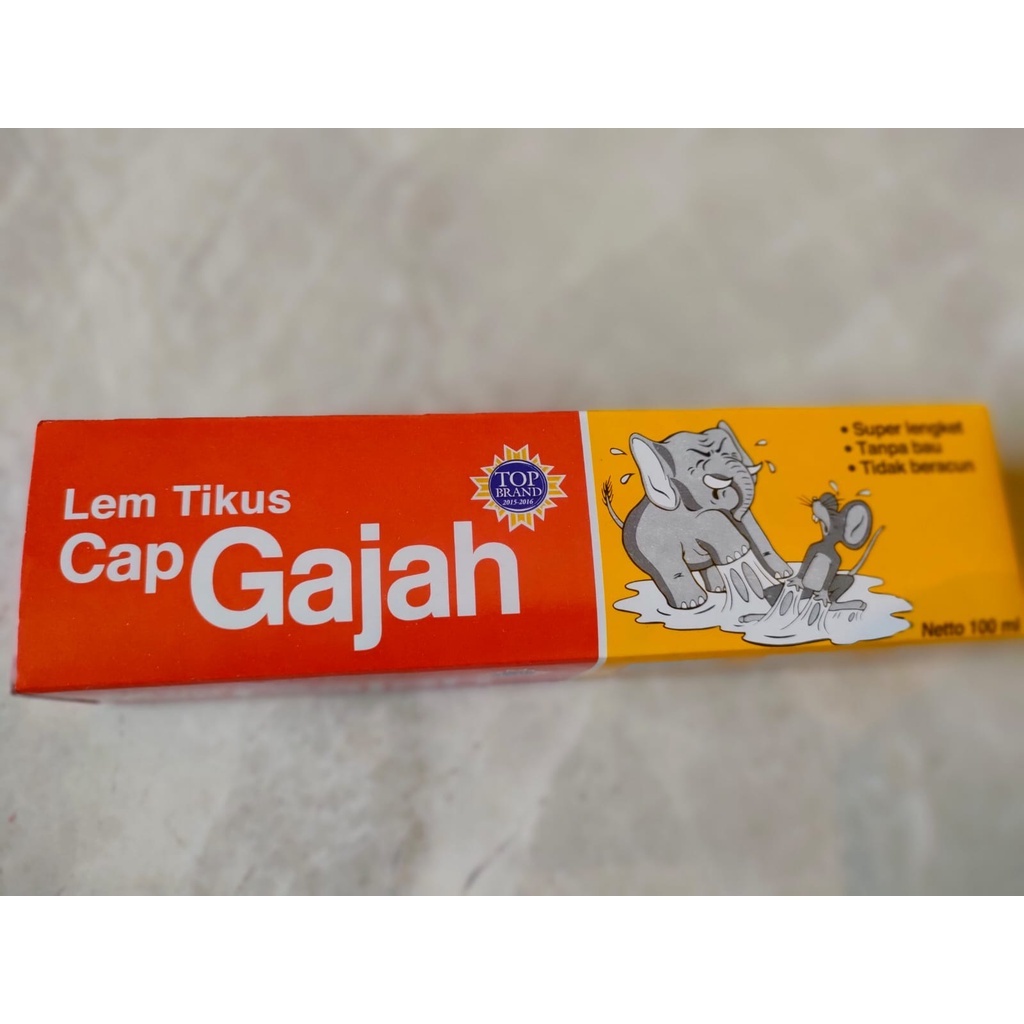 Lem Tikus
Cap Gajah
TOP
BRAND
2015-2016
• Super lengket
• Tanpa bau
• Tidak beracun
Netto 100 ml